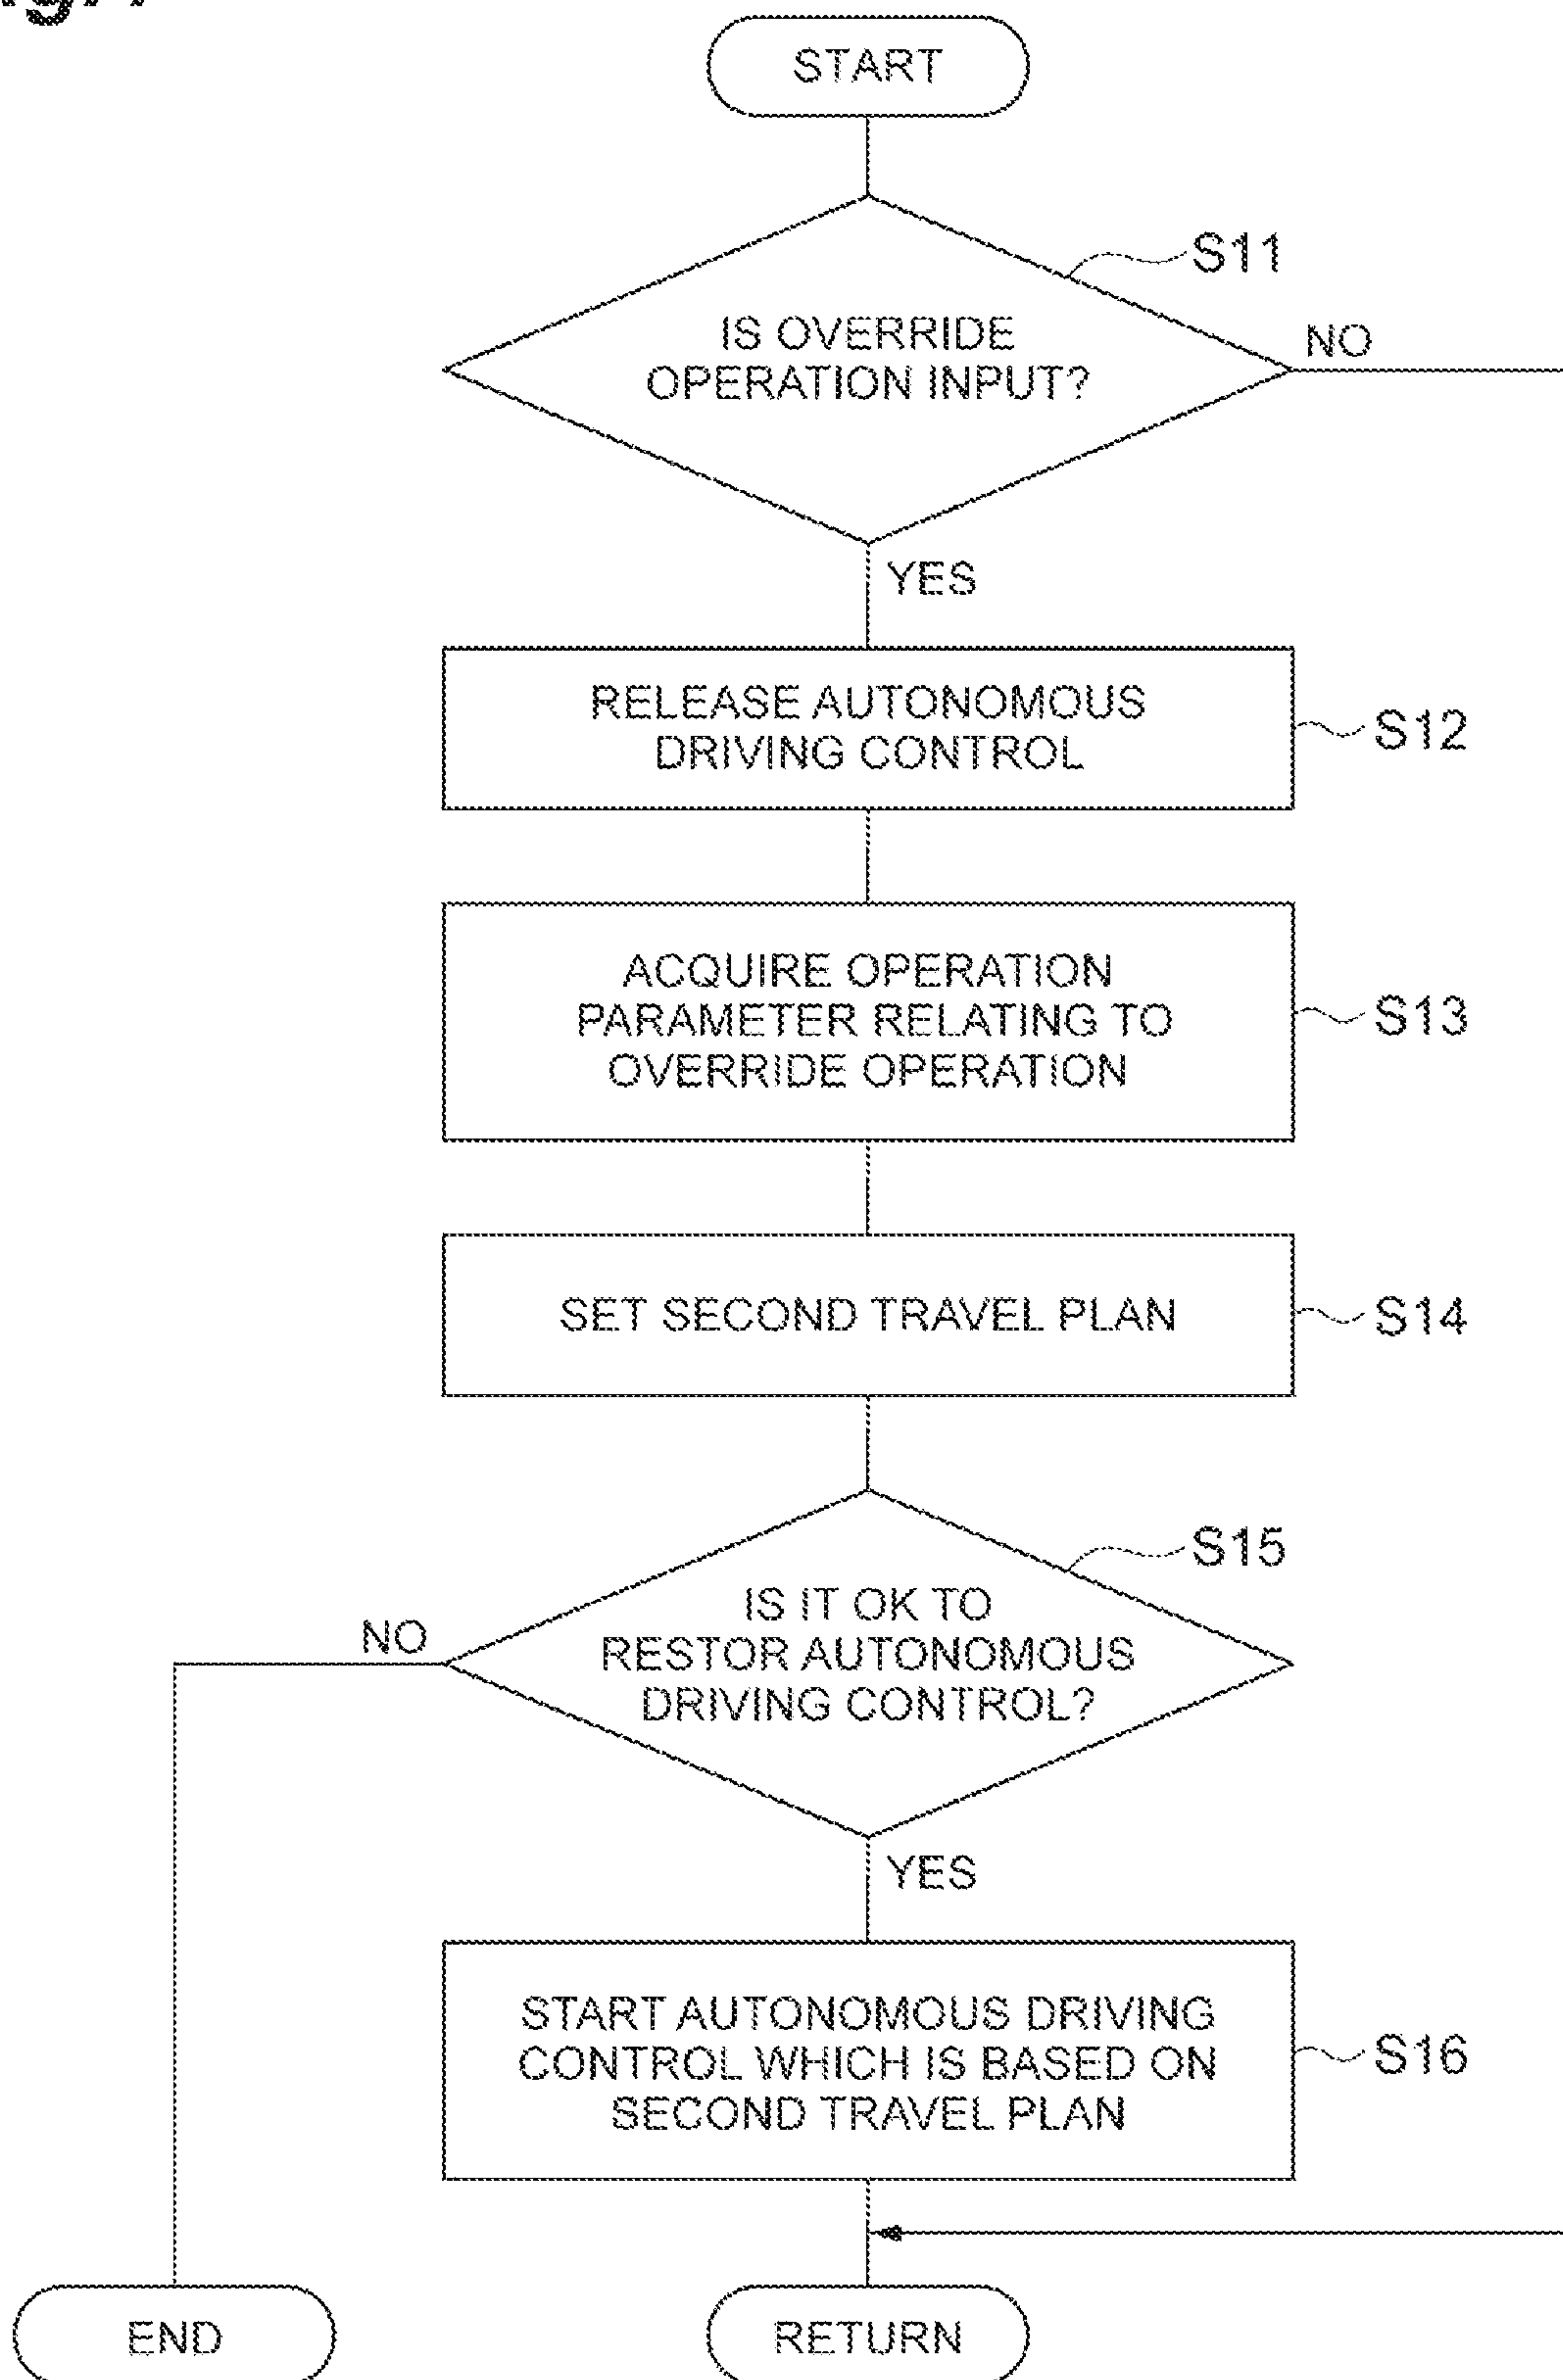 START
S11
IS OVERRIDE
OPERATION INPUT?
NO
YES
RELEASE AUTONOMOUS
DRIVING CONTROL
S12
ACQUIRE OPERATION
PARAMETER RELATING TO
OVERRIDE OPERATION
S13
SET SECOND TRAVEL PLAN
S14
S15
IS IT OK TO
RESTOR AUTONOMOUS
DRIVING CONTROL?
NO
YES
START AUTONOMOUS DRIVING
CONTROL WHICH IS BASED ON
SECOND TRAVEL PLAN
S16
END
RETURN